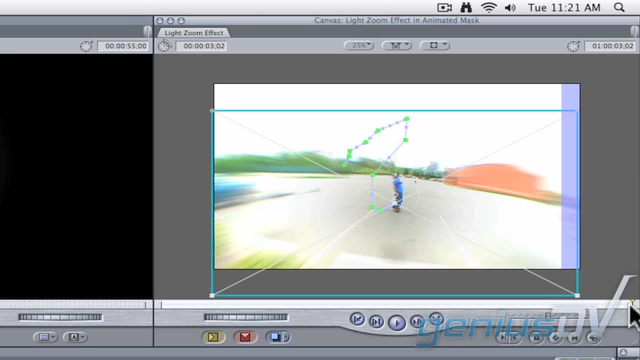 Tue 11:21 AM
Canvas: Light Zoom Effect in Animated Mask
Light Zoom Effect
00:00:55;00
00:00:03;02
25%
01:00:03;02
geniusDV